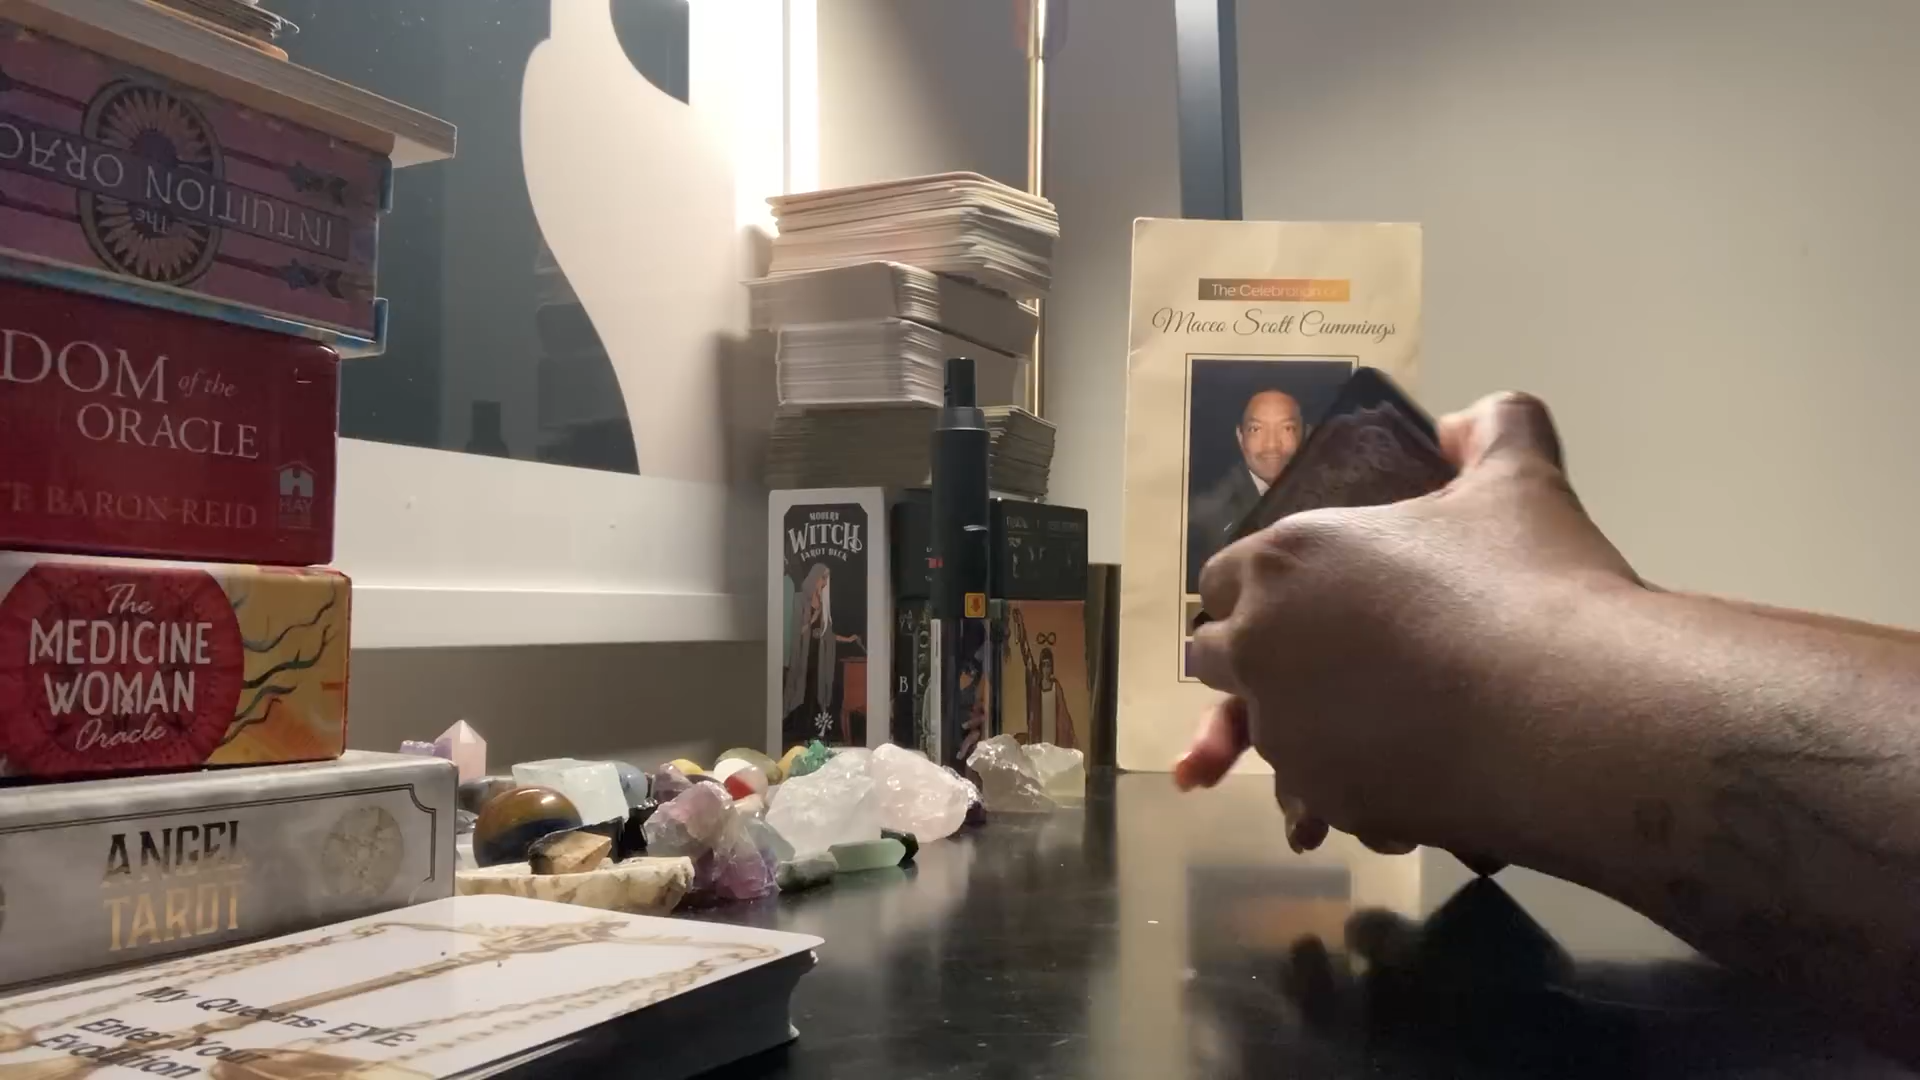 The
INTUITION ORAC
DOM of the
ORACLE
BARON-REID
HAY
The
MEDICINE
WOMAN
Oracle
ANGEL
TAROT
My Queens EYE:
Enter Your
Evolution
MODERN
WITCH
TAROT DECK
B
The Celebration of
Maceo Scott Cummings